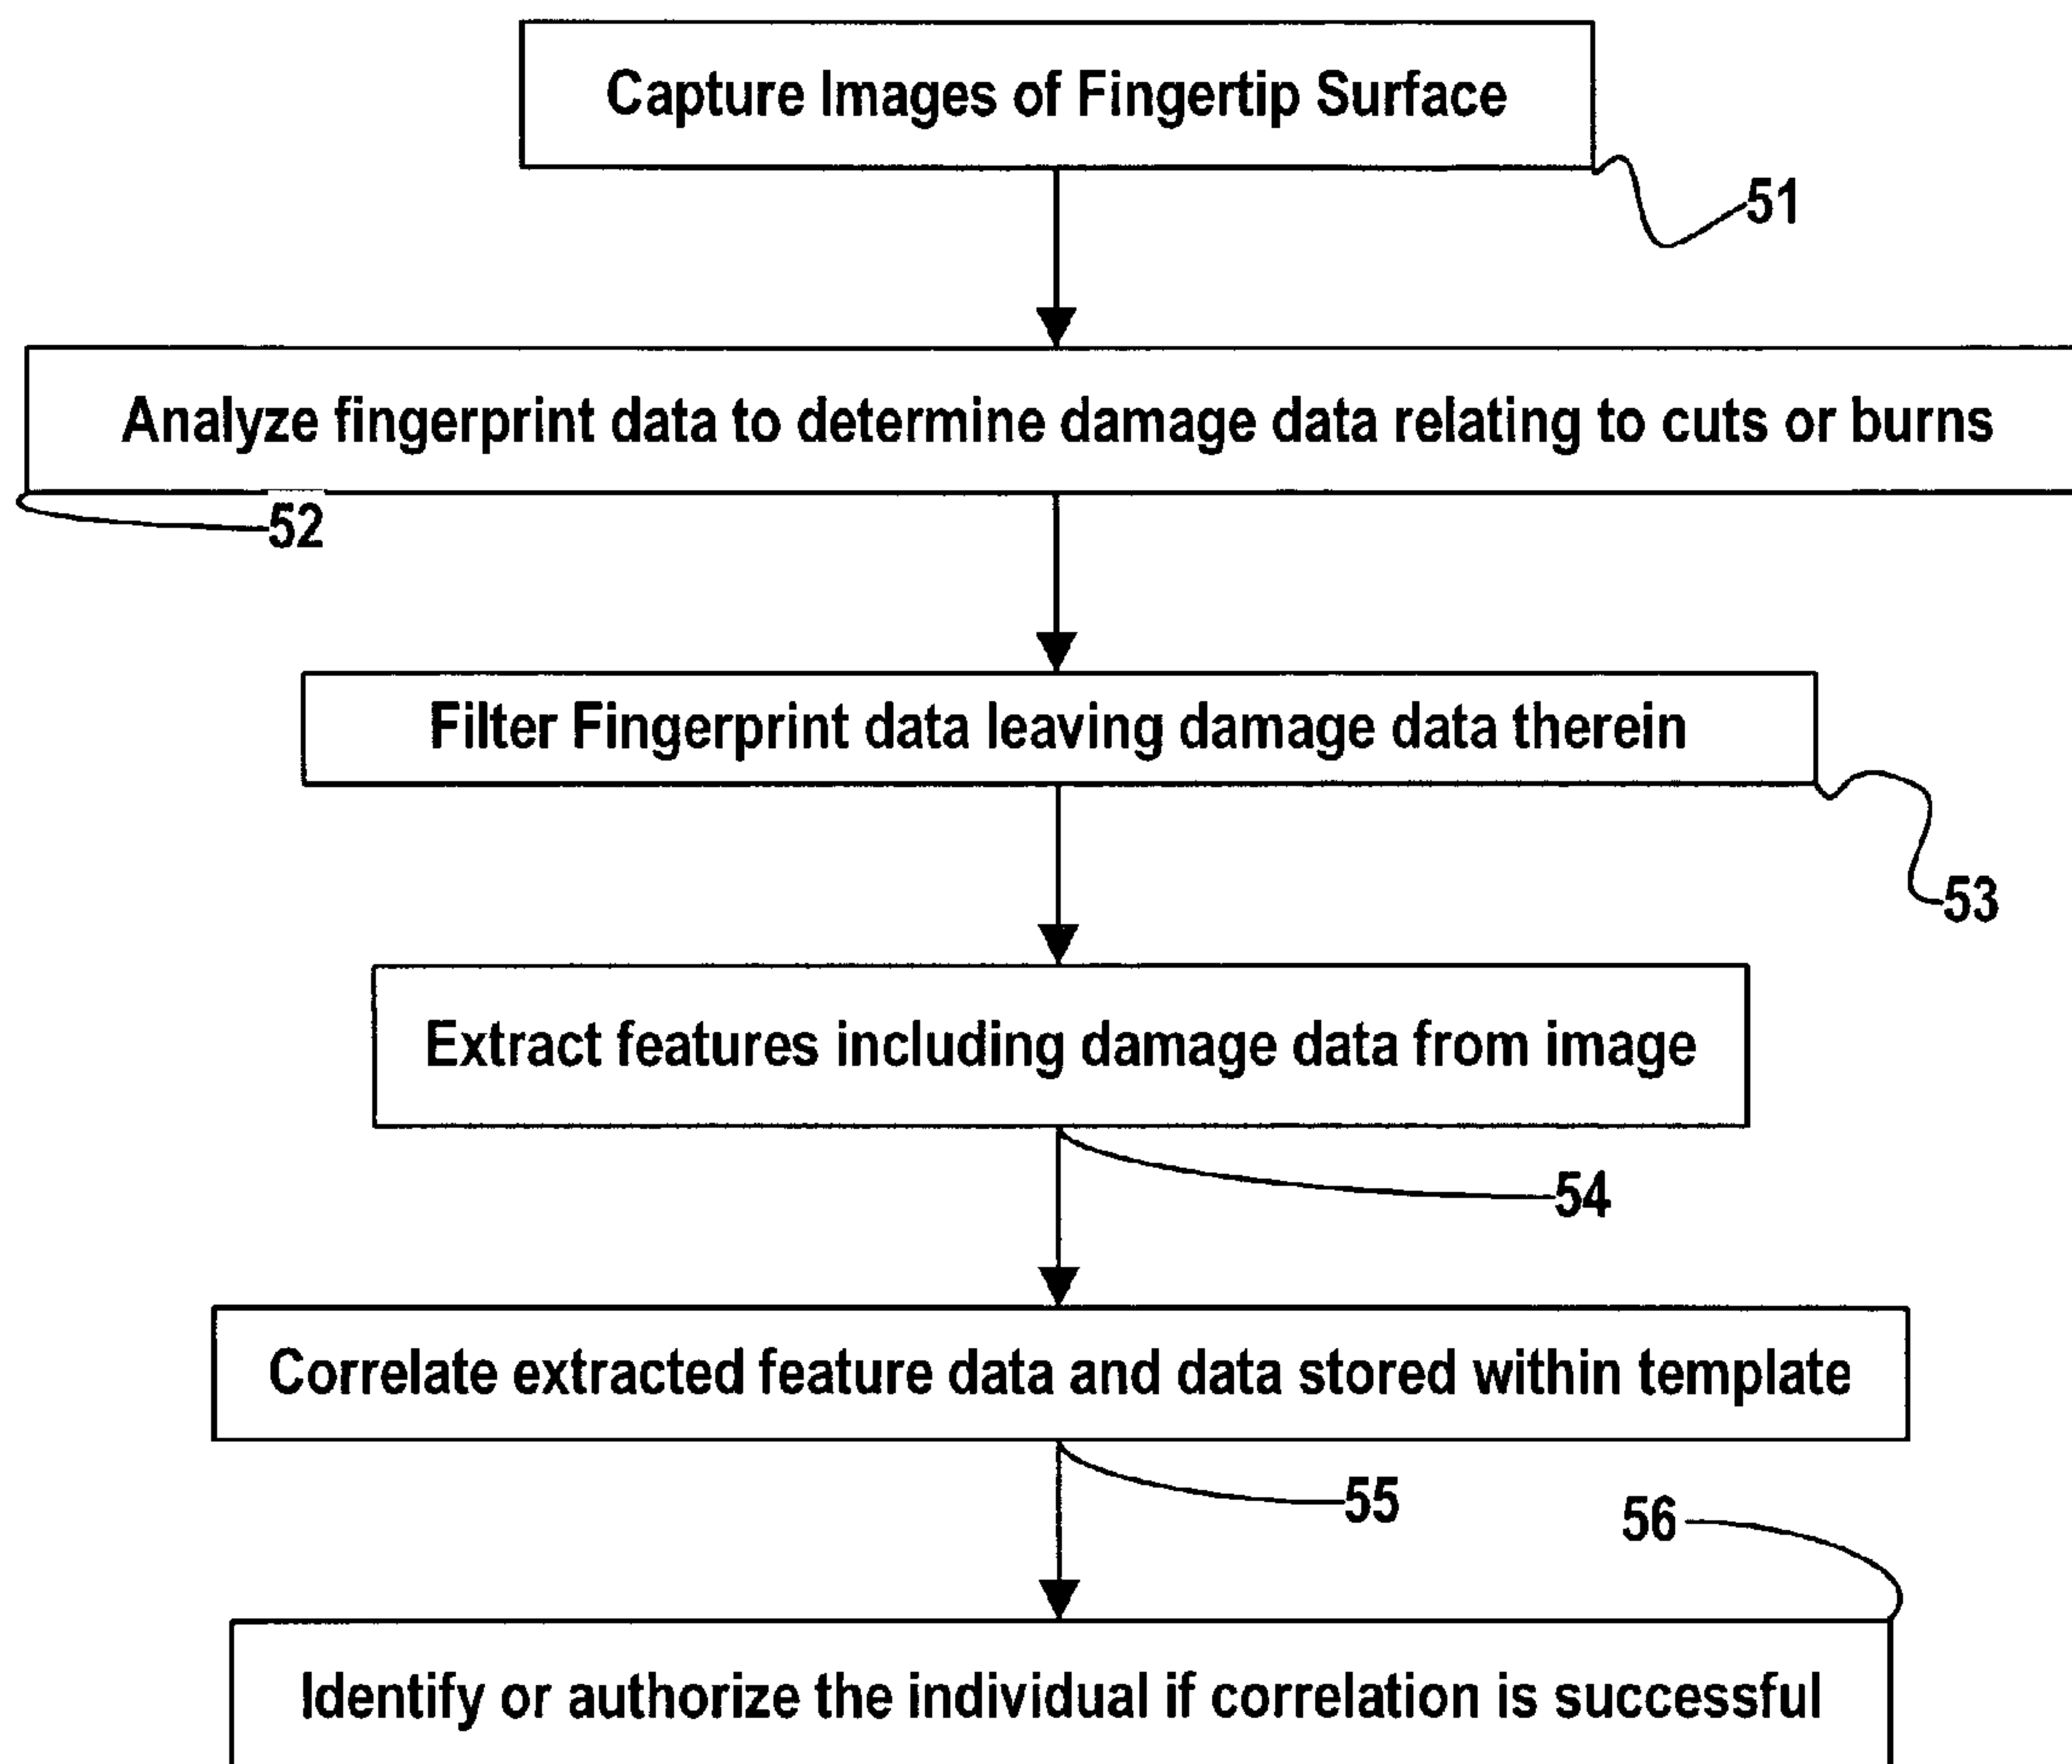 Capture Images of Fingertip Surface
51
Analyze fingerprint data to determine damage data relating to cuts or burns
52
Filter Fingerprint data leaving damage data therein
53
Extract features including damage data from image
54
Correlate extracted feature data and data stored within template
55
56
Identify or authorize the individual if correlation is successful